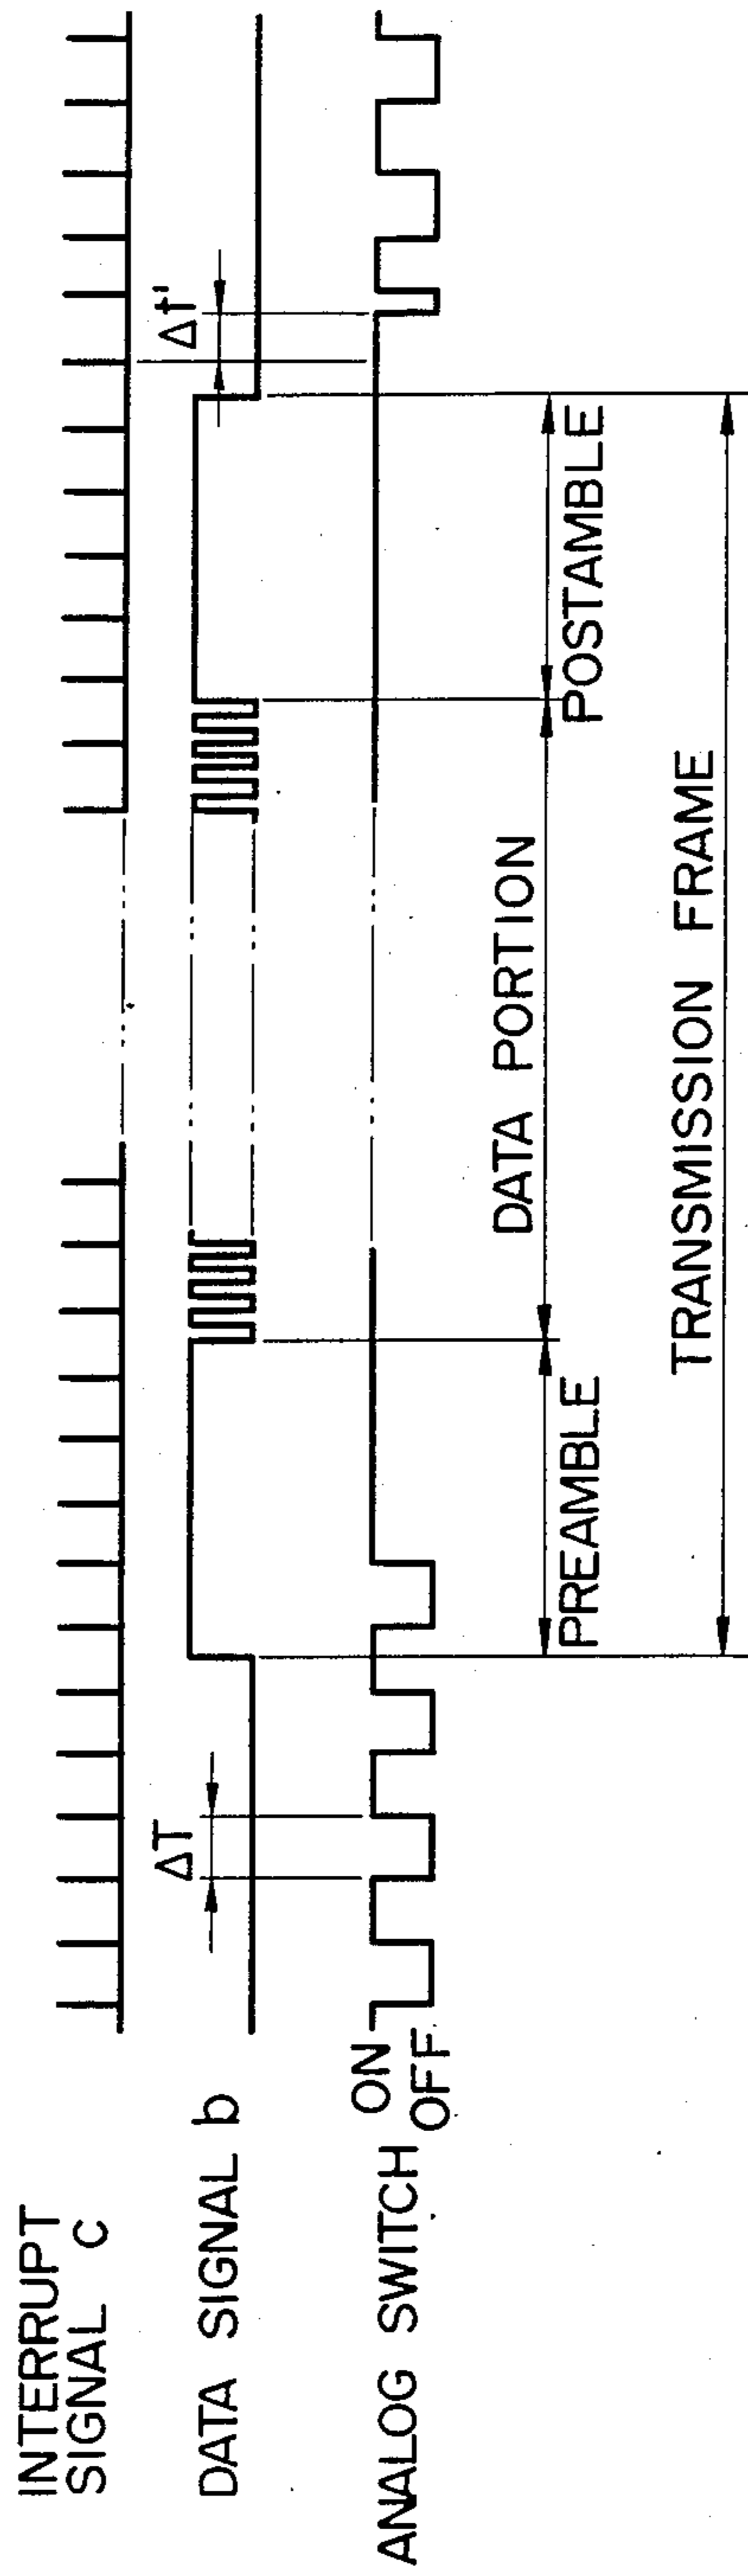 INTERRUPT
SIGNAL c
DATA SIGNAL b
ANALOG SWITCH ON
OFF
ΔT
Δt'
PREAMBLE
DATA PORTION
POSTAMBLE
TRANSMISSION FRAME